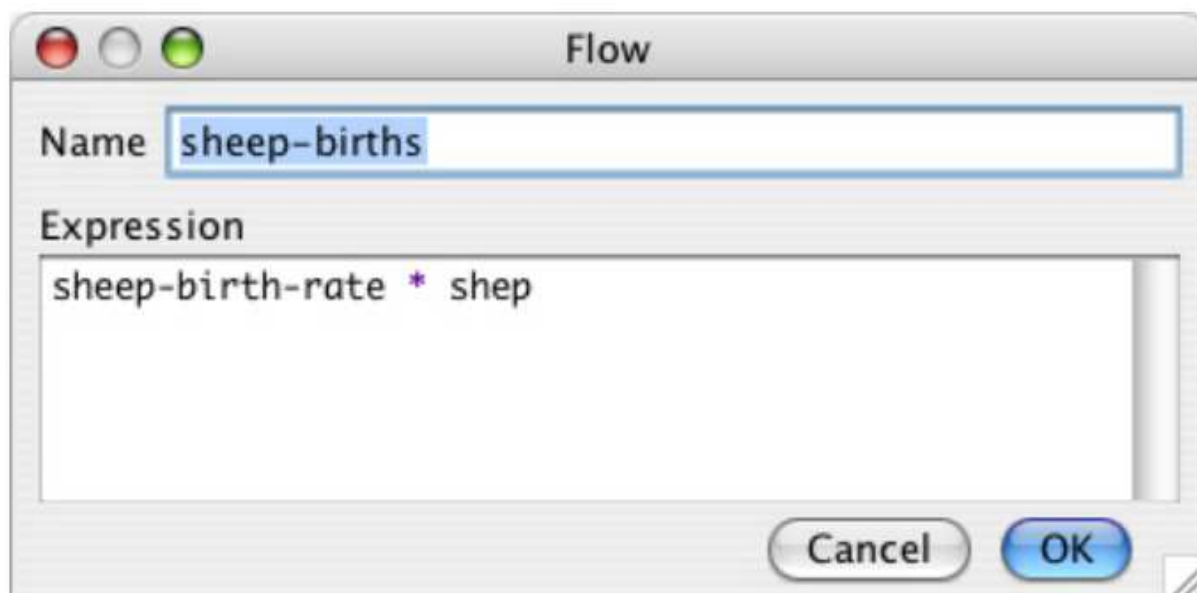 Flow
Name sheep-births
Expression
sheep-birth-rate * shep
Cancel OK